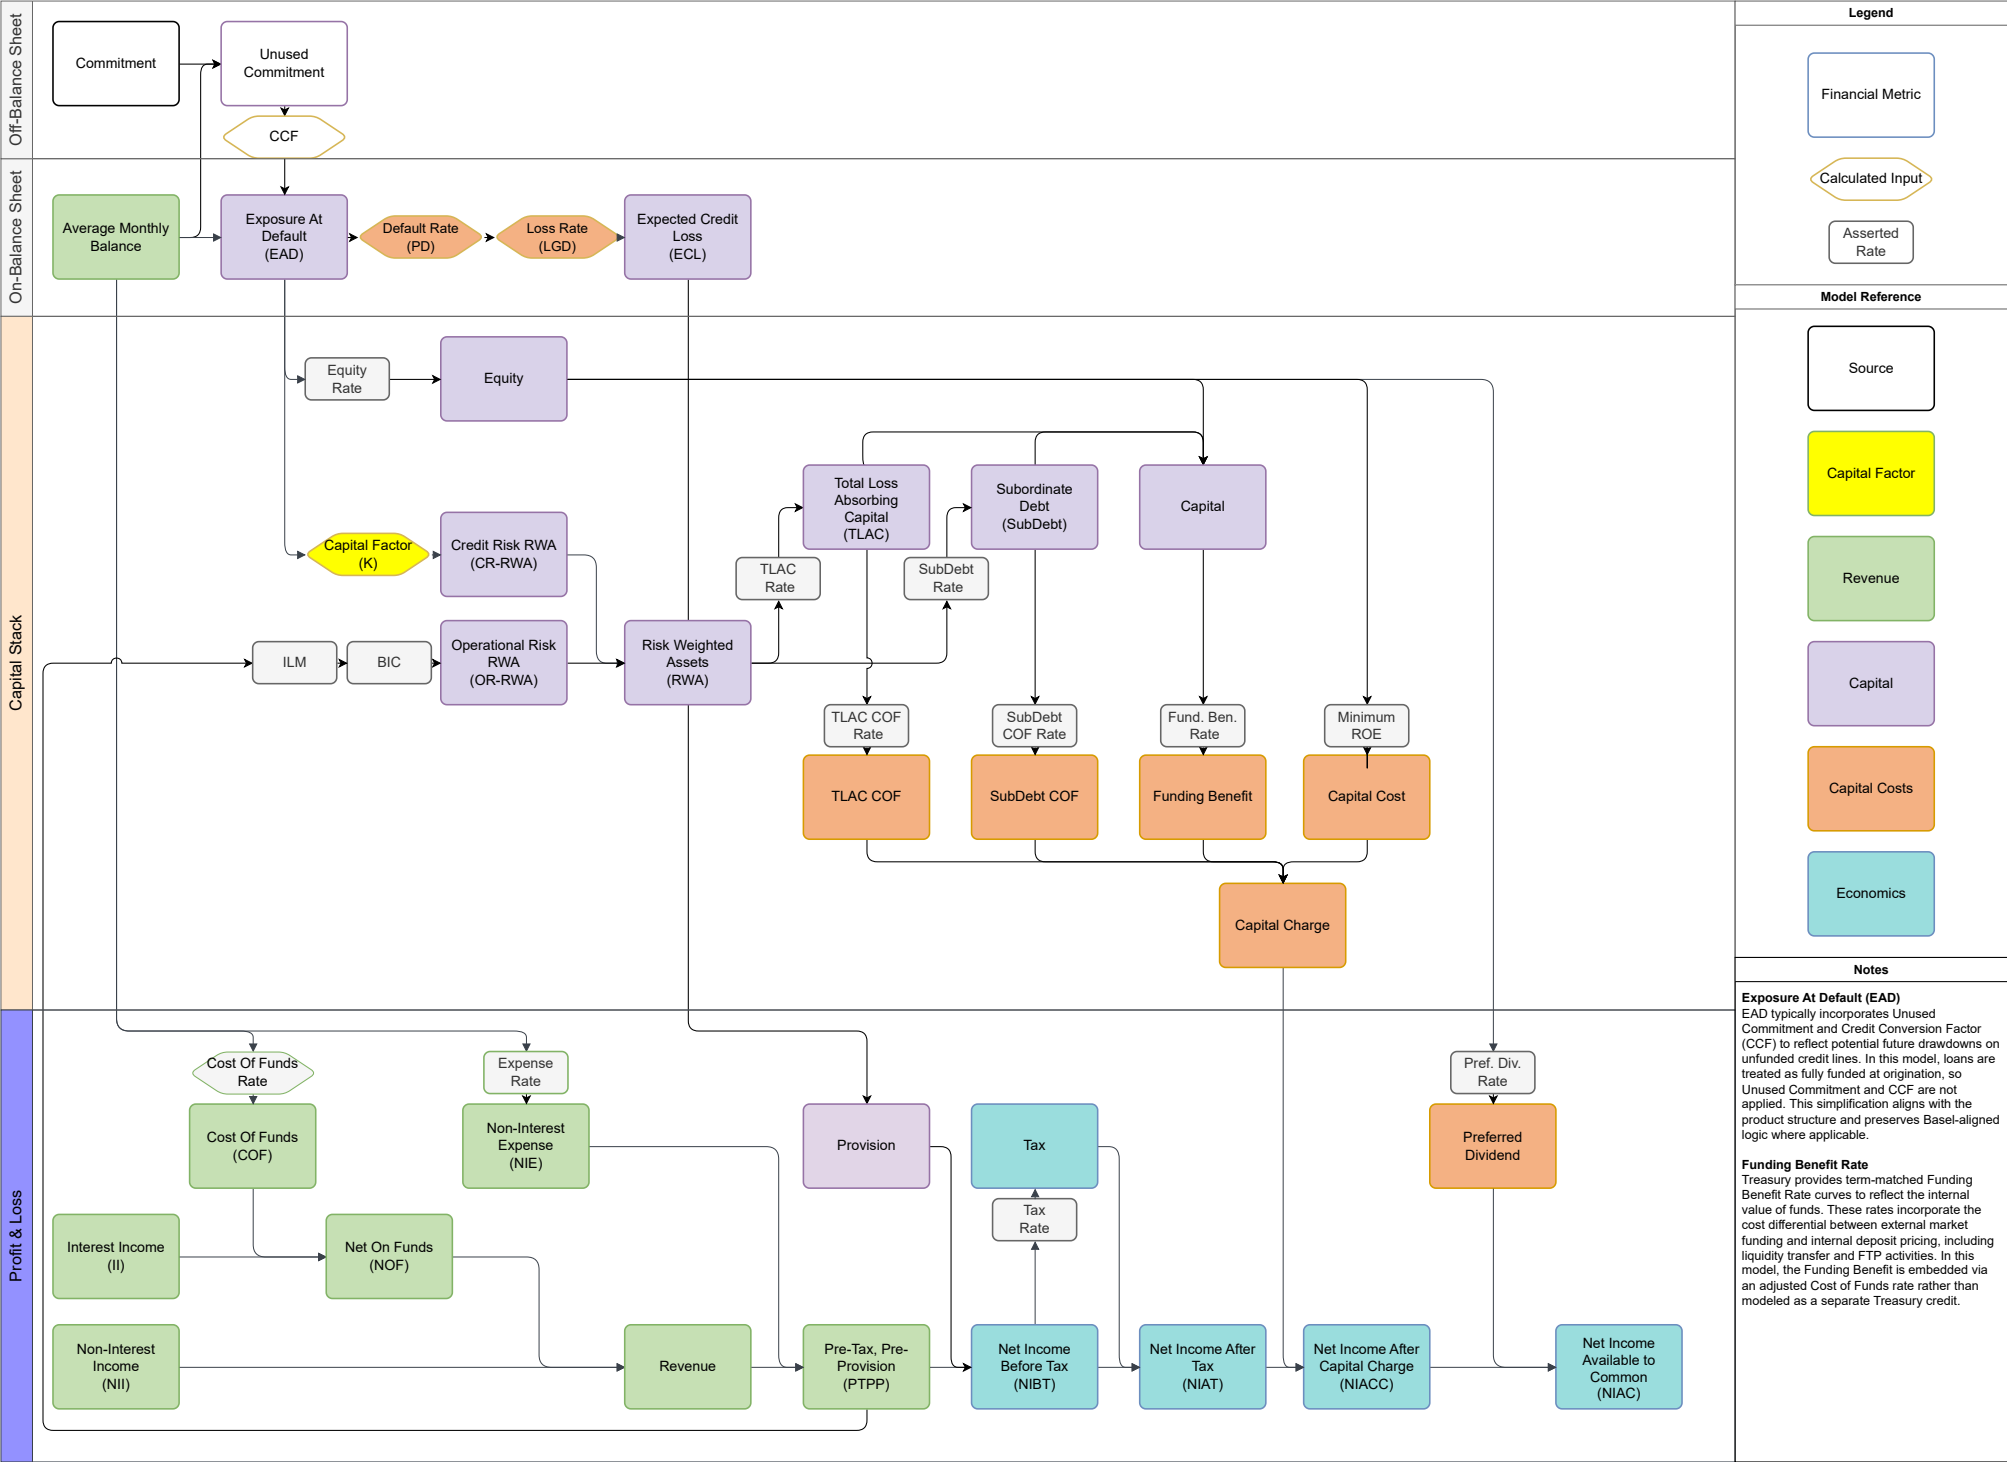 Off-Balance Sheet
Commitment
Unused
Commitment
CCF
On-Balance Sheet
Average Monthly
Balance
Exposure At
Default
(EAD)
Default Rate
(PD)
Loss Rate
(LGD)
Expected Credit
Loss
(ECL)
Capital Stack
Equity
Rate
Equity
Total Loss
Absorbing
Capital
(TLAC)
Subordinate
Debt
(SubDebt)
Capital
Capital Factor
(K)
Credit Risk RWA
(CR-RWA)
TLAC
Rate
SubDebt
Rate
ILM
BIC
Operational Risk
RWA
(OR-RWA)
Risk Weighted
Assets
(RWA)
TLAC COF
Rate
SubDebt
COF Rate
Fund. Ben.
Rate
Minimum
ROE
TLAC COF
SubDebt COF
Funding Benefit
Capital Cost
Capital Charge
Profit & Loss
Cost Of Funds
Rate
Expense
Rate
Pref. Div.
Rate
Cost Of Funds
(COF)
Non-Interest
Expense
(NIE)
Provision
Tax
Preferred
Dividend
Tax
Rate
Interest Income
(II)
Net On Funds
(NOF)
Non-Interest
Income
(NII)
Revenue
Pre-Tax, Pre-
Provision
(PTPP)
Net Income
Before Tax
(NIBT)
Net Income After
Tax
(NIAT)
Net Income After
Capital Charge
(NIACC)
Net Income
Available to
Common
(NIAC)
Legend
Financial Metric
Calculated Input
Asserted
Rate
Model Reference
Source
Capital Factor
Revenue
Capital
Capital Costs
Economics
Notes
Exposure At Default (EAD)
EAD typically incorporates Unused
Commitment and Credit Conversion Factor
(CCF) to reflect potential future drawdowns on
unfunded credit lines. In this model, loans are
treated as fully funded at origination, so
Unused Commitment and CCF are not
applied. This simplification aligns with the
product structure and preserves Basel-aligned
logic where applicable.
Funding Benefit Rate
Treasury provides term-matched Funding
Benefit Rate curves to reflect the internal
value of funds. These rates incorporate the
cost differential between external market
funding and internal deposit pricing, including
liquidity transfer and FTP activities. In this
model, the Funding Benefit is embedded via
an adjusted Cost of Funds rate rather than
modeled as a separate Treasury credit.